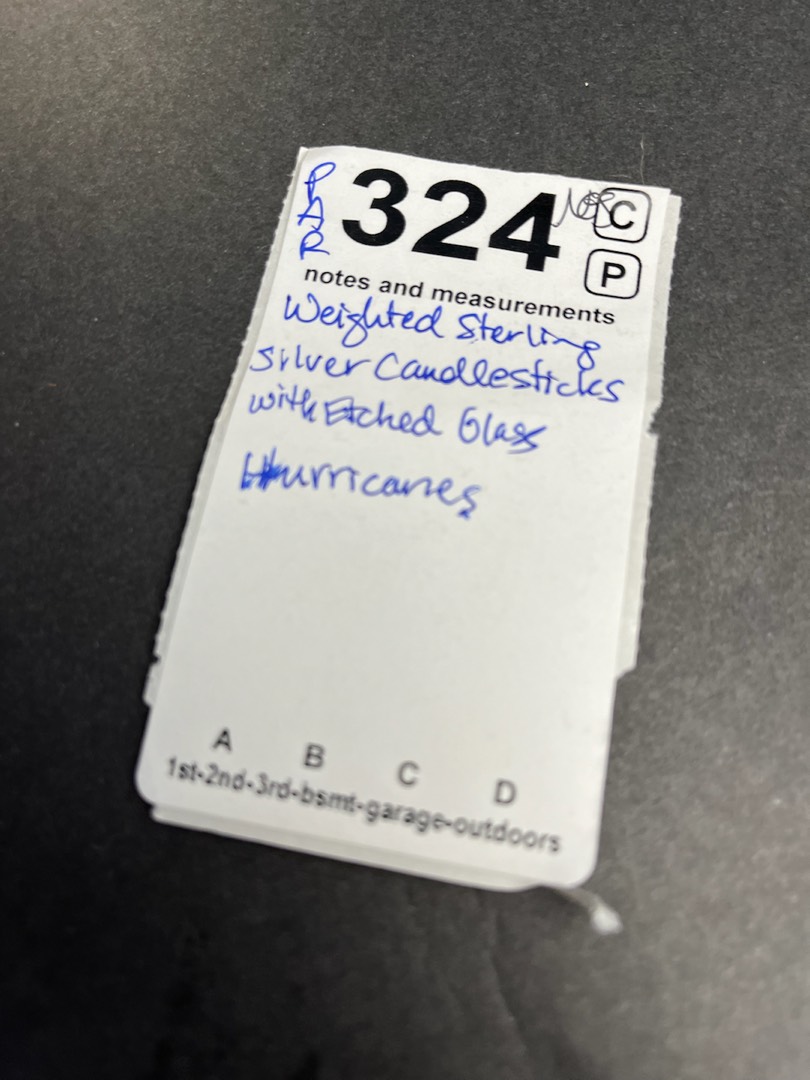 PAR
324
C
P
notes and measurements
Weighted Sterling
Silver Candlesticks
with Etched Glass
Hurricanes
A B C D
1st-2nd-3rd-bsmt-garage-outdoors